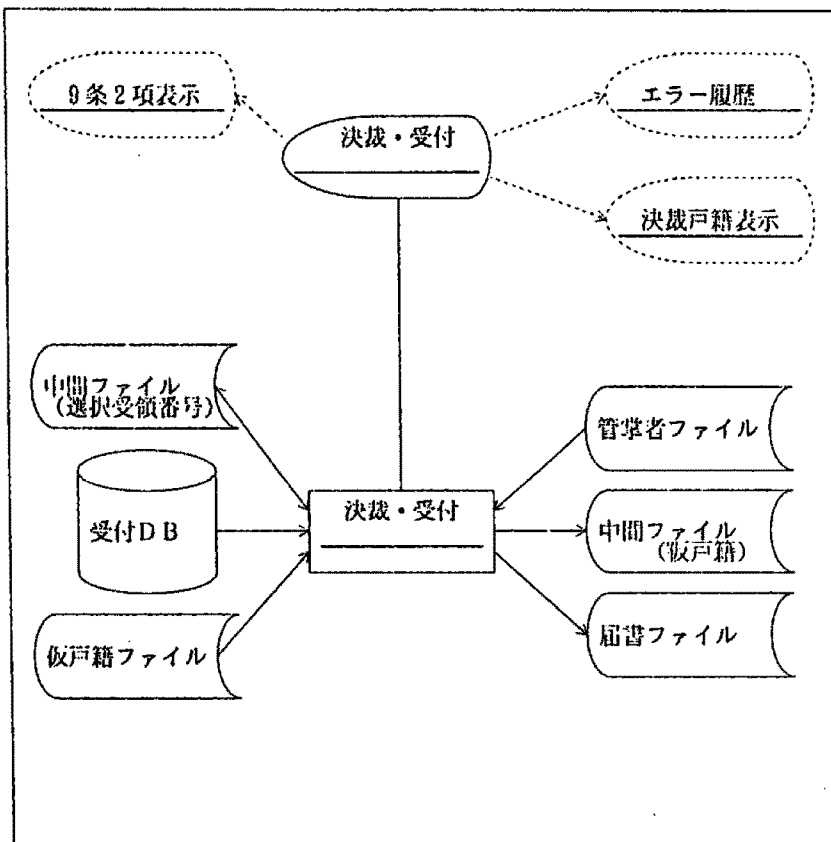 9条2項表示
エラー履歴
決裁・受付
決裁戸籍表示
中間ファイル
(選択受領番号)
管掌者ファイル
受付DB
決裁・受付
中間ファイル
(仮戸籍)
仮戸籍ファイル
届書ファイル